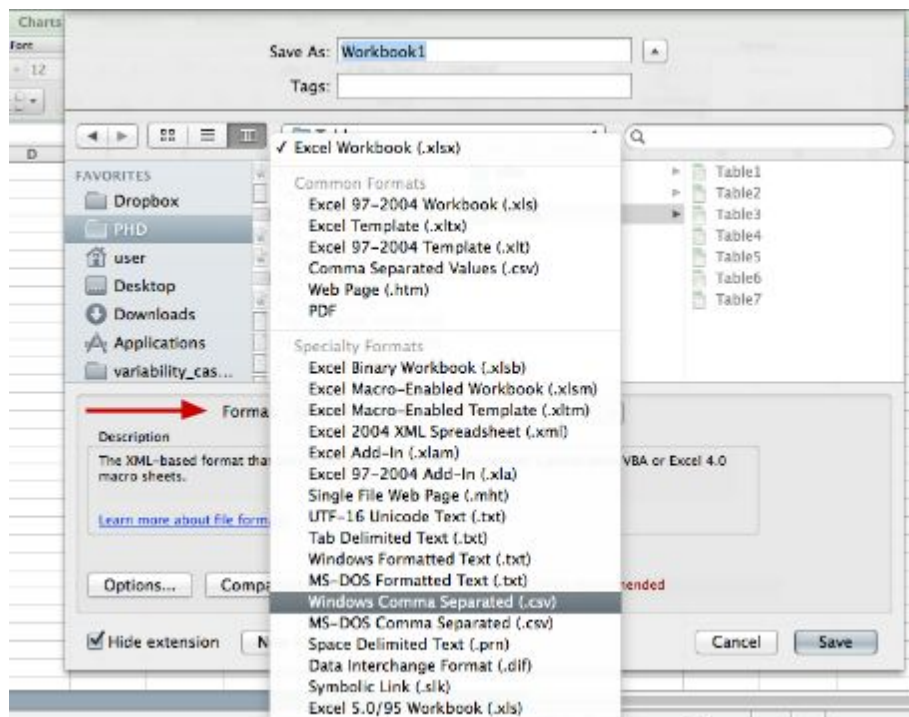 Charts
Font
12
D
Save As: Workbook1
Tags:
FAVORITES
Dropbox
PHD
user
Desktop
Downloads
Applications
variability_cas...
✓ Excel Workbook (.xlsx)
Common Formats
Excel 97-2004 Workbook (.xls)
Excel Template (.xltx)
Excel 97-2004 Template (.xlt)
Comma Separated Values (.csv)
Web Page (.htm)
PDF
Specialty Formats
Excel Binary Workbook (.xlsb)
Excel Macro-Enabled Workbook (.xlsm)
Excel Macro-Enabled Template (.xltm)
Excel 2004 XML Spreadsheet (.xml)
Excel Add-In (.xlam)
Excel 97-2004 Add-In (.xla)
Single File Web Page (.mht)
UTF-16 Unicode Text (.txt)
Tab Delimited Text (.txt)
Windows Formatted Text (.txt)
MS-DOS Formatted Text (.txt)
Windows Comma Separated (.csv)
MS-DOS Comma Separated (.csv)
Space Delimited Text (.prn)
Data Interchange Format (.dif)
Symbolic Link (.slk)
Excel 5.0/95 Workbook (.xls)
Table1
Table2
Table3
Table4
Table5
Table6
Table7
Forma
Description
The XML-based format tha VBA or Excel 4.0
macro sheets.
Learn more about file form
Options... Compa ended
Hide extension N Cancel Save